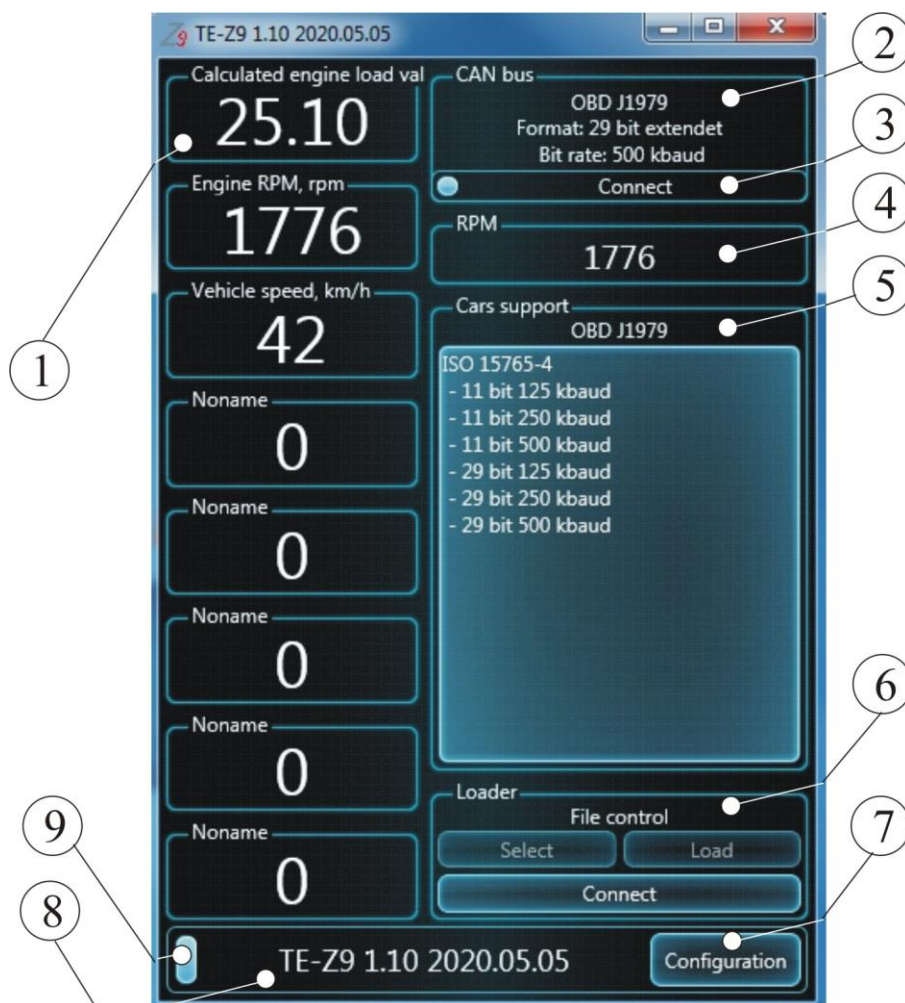 TE-Z9 1.10 2020.05.05
Calculated engine load val
25.10
Engine RPM, rpm
1776
Vehicle speed, km/h
42
Noname
0
Noname
0
Noname
0
Noname
0
Noname
0
CAN bus
OBD J1979
Format: 29 bit extendet
Bit rate: 500 kbaud
Connect
RPM
1776
Cars support
OBD J1979
ISO 15765-4
- 11 bit 125 kbaud
- 11 bit 250 kbaud
- 11 bit 500 kbaud
- 29 bit 125 kbaud
- 29 bit 250 kbaud
- 29 bit 500 kbaud
Loader
File control
Select Load
Connect
TE-Z9 1.10 2020.05.05 Configuration
1
2
3
4
5
6
7
8
9